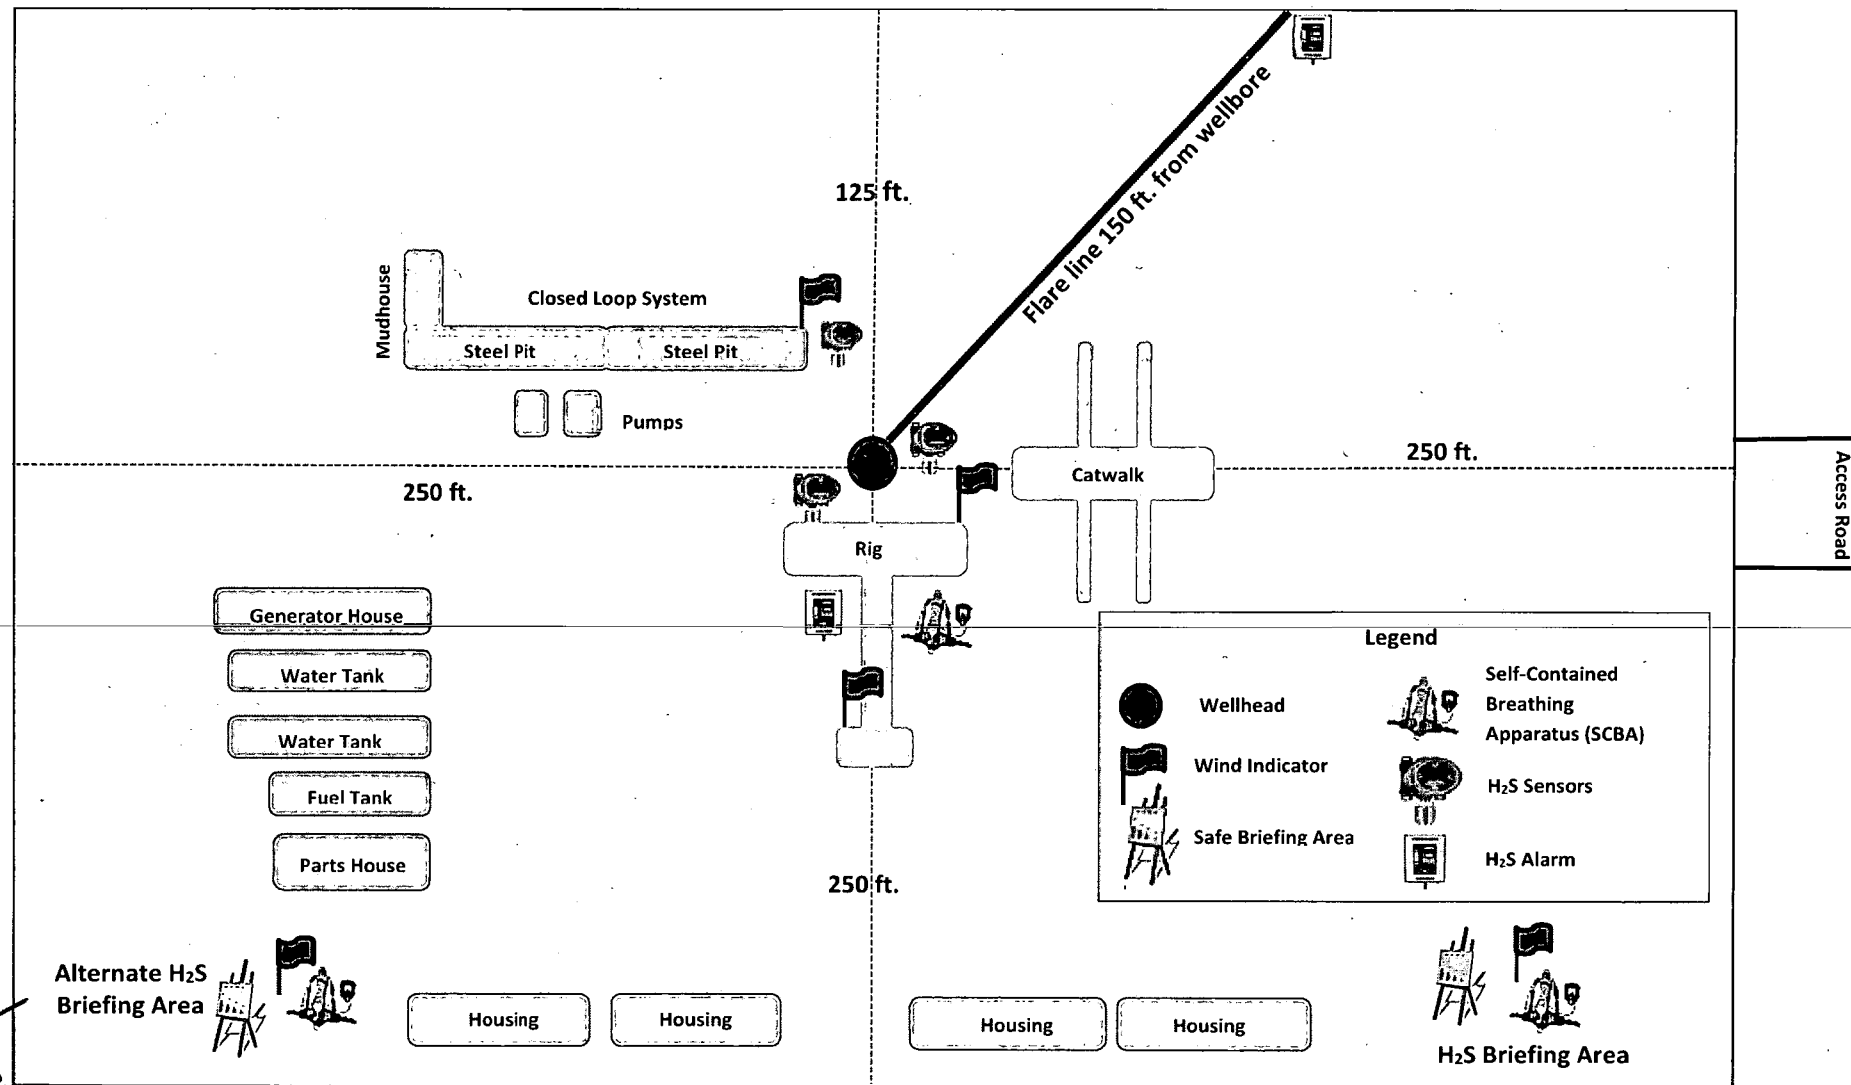 125 ft.
Flare line 150 ft. from wellbore
Mudhouse
Closed Loop System
Steel Pit
Steel Pit
Pumps
250 ft.
250 ft.
Catwalk
Access Road
Rig
Generator House
Water Tank
Water Tank
Fuel Tank
Parts House
250 ft.
Legend
Wellhead
Wind Indicator
Safe Briefing Area
Self-Contained
Breathing
Apparatus (SCBA)
H₂S Sensors
H₂S Alarm
Alternate H₂S
Briefing Area
Housing
Housing
Housing
Housing
H₂S Briefing Area